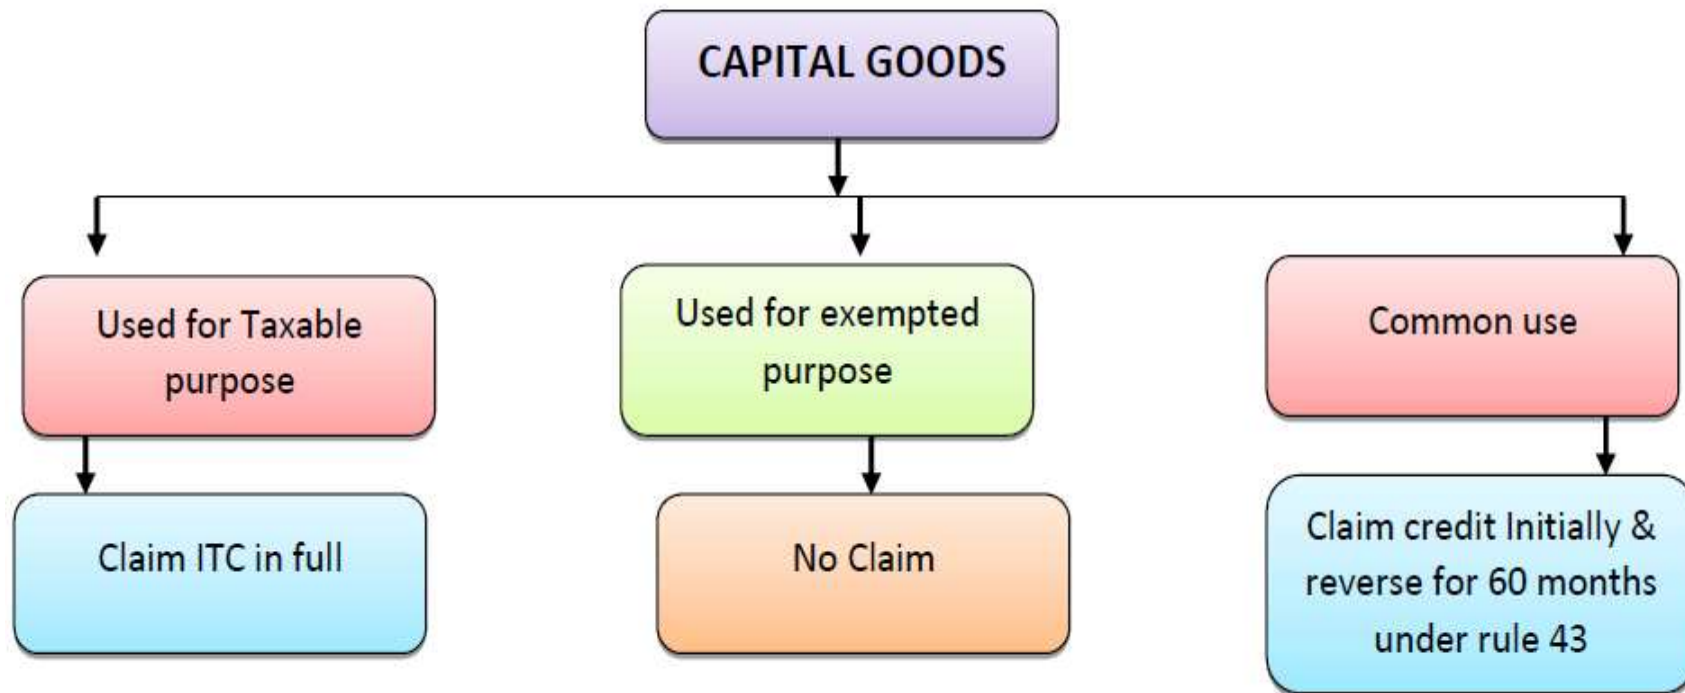 CAPITAL GOODS
Used for Taxable
purpose
Used for exempted
purpose
Common use
Claim ITC in full
No Claim
Claim credit Initially &
reverse for 60 months
under rule 43